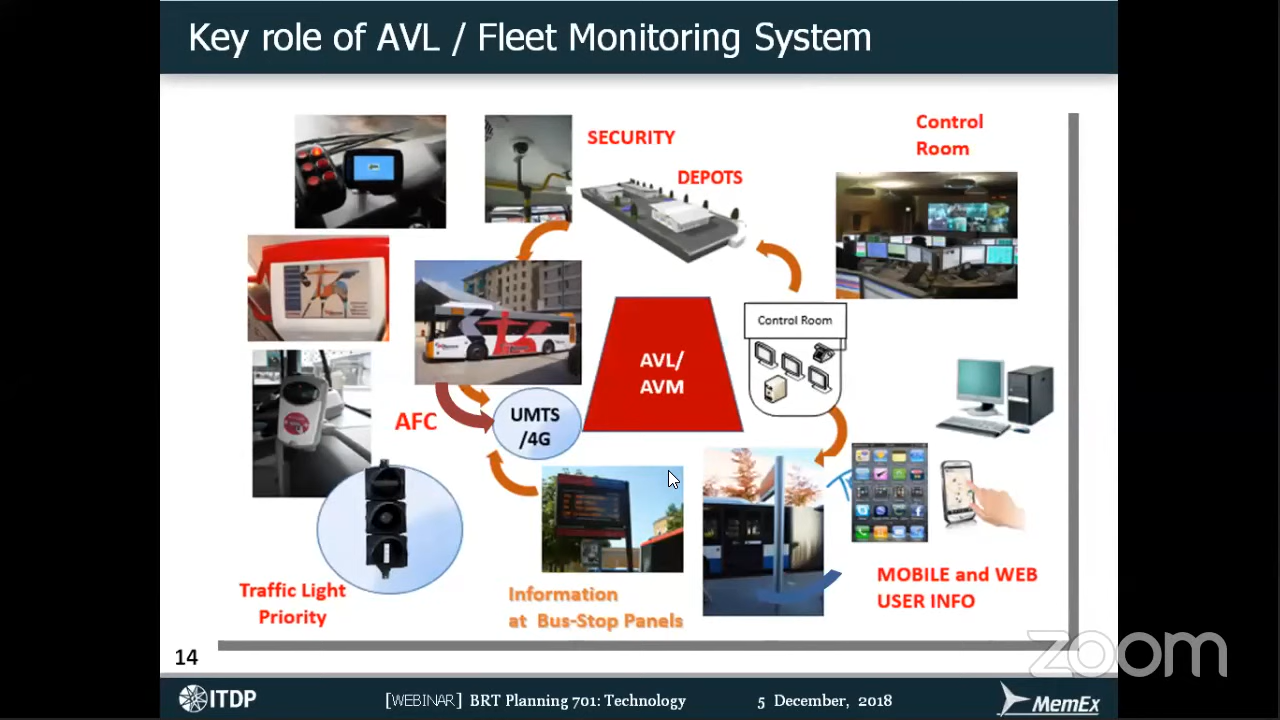 Key role of AVL / Fleet Monitoring System
SECURITY
DEPOTS
Control
Room
Control Room
AVL/
AVM
AFC
UMTS
/4G
Traffic Light
Priority
Information
at Bus-Stop Panels
MOBILE and WEB
USER INFO
14
zoom
ITDP
[WEBINAR] BRT Planning 701: Technology
5 December, 2018
MemEx